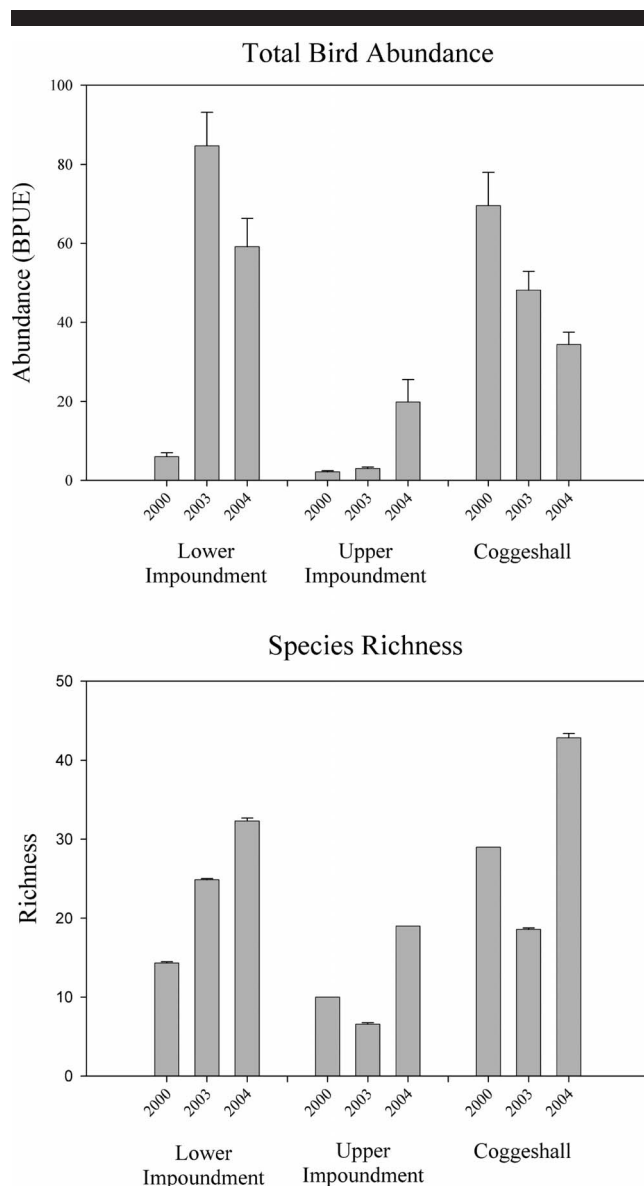 Total Bird Abundance
100
80
60
40
20
0
Abundance (BPUE)
2000 2003 2004 2000 2003 2004 2000 2003 2004
Lower Impoundment
Upper Impoundment
Coggeshall
Species Richness
50
40
30
20
10
0
Richness
2000 2003 2004 2000 2003 2004 2000 2003 2004
Lower Impoundment
Upper Impoundment
Coggeshall